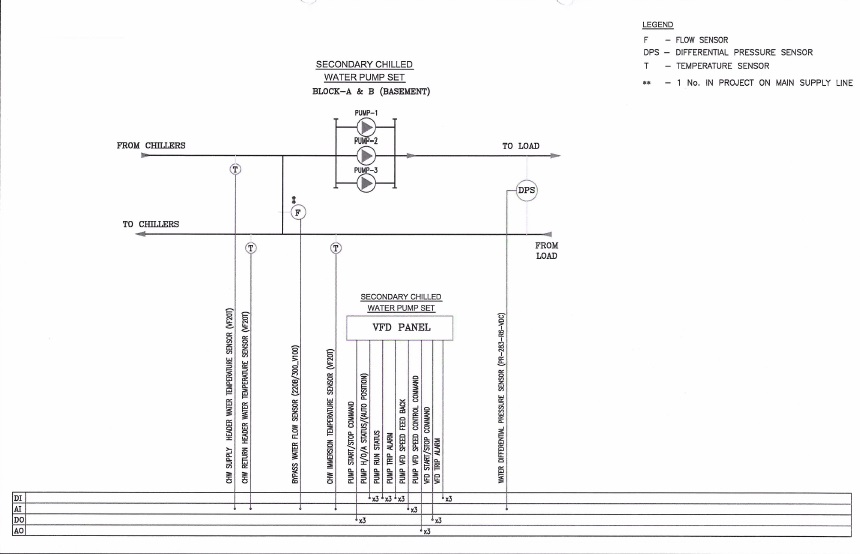 LEGEND
F – FLOW SENSOR
DPS – DIFFERENTIAL PRESSURE SENSOR
T – TEMPERATURE SENSOR
** – 1 No. IN PROJECT ON MAIN SUPPLY LINE
SECONDARY CHILLED
WATER PUMP SET
BLOCK-A & B (BASEMENT)
PUMP-1
PUMP-2
PUMP-3
FROM CHILLERS
TO LOAD
T
DPS
**
F
TO CHILLERS
T
T
FROM
LOAD
SECONDARY CHILLED
WATER PUMP SET
VFD PANEL
CHW SUPPLY HEADER WATER TEMPERATURE SENSOR (VF20T)
CHW RETURN HEADER WATER TEMPERATURE SENSOR (VF20T)
BYPASS WATER FLOW SENSOR (220B/300_V100)
CHW IMMERSION TEMPERATURE SENSOR (VF20T)
PUMP START/STOP COMMAND
PUMP H/O/A STATUS/(AUTO POSITION)
PUMP RUN STATUS
PUMP TRIP ALARM
PUMP VFD SPEED FEED BACK
PUMP VFD SPEED CONTROL COMMAND
VFD START/STOP COMMAND
VFD TRIP ALARM
WATER DIFFERENTIAL PRESSURE SENSOR (PR-283-R6-VDC)
DI x3 x3 x3 x3
AI x3
DO x3 x3
AO x3